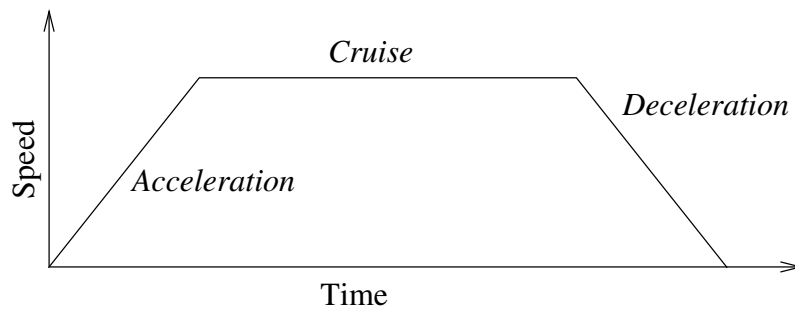 Cruise
Deceleration
Speed
Acceleration
Time